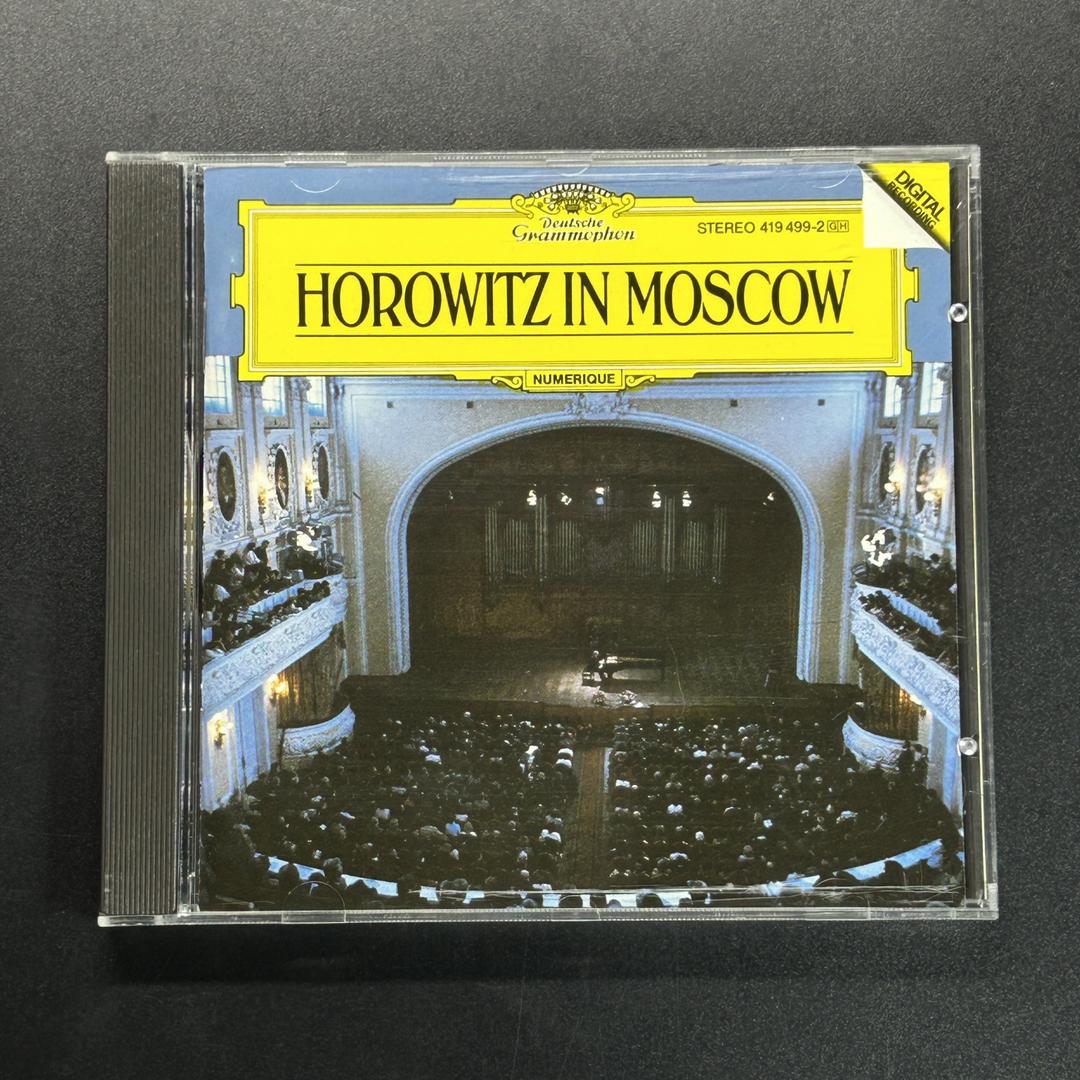 DIGITAL
RECORDING
Deutsche
Grammophon
STEREO 419 499-2 GH
HOROWITZ IN MOSCOW
NUMERIQUE